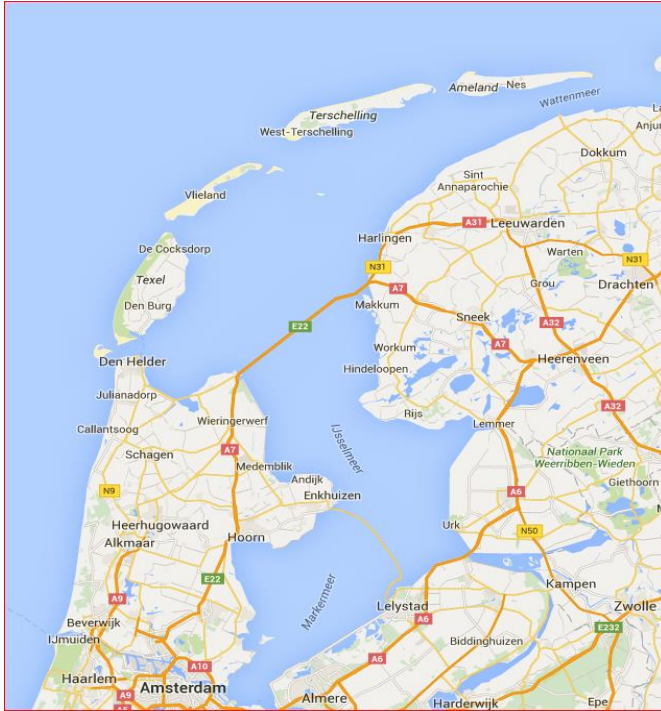 Ameland
Nes
Wattenmeer
Terschelling
West-Terschelling
Anjum
Dokkum
Sint
Annaparochie
Vlieland
A31
Leeuwarden
Harlingen
De Cocksdorp
Warten
N31
N31
Texel
Grou
Drachten
A7
Den Burg
Makkum
Sneek
A32
E22
A7
Workum
Heerenveen
Den Helder
Hindeloopen
Julianadorp
A32
Rijs
Lemmer
Wieringerwerf
Callantsoog
IJsselmeer
A7
Schagen
Nationaal Park
Weerribben-Wieden
Medemblik
Andijk
Giethoorn
N9
Enkhuizen
A6
Heerhugowaard
Urk
N50
Alkmaar
Hoorn
E22
Kampen
A9
Markermeer
Lelystad
Zwolle
Beverwijk
A6
E232
IJmuiden
Biddinghuizen
A10
A6
Haarlem
A9
Amsterdam
Almere
Harderwijk
Epe
A5